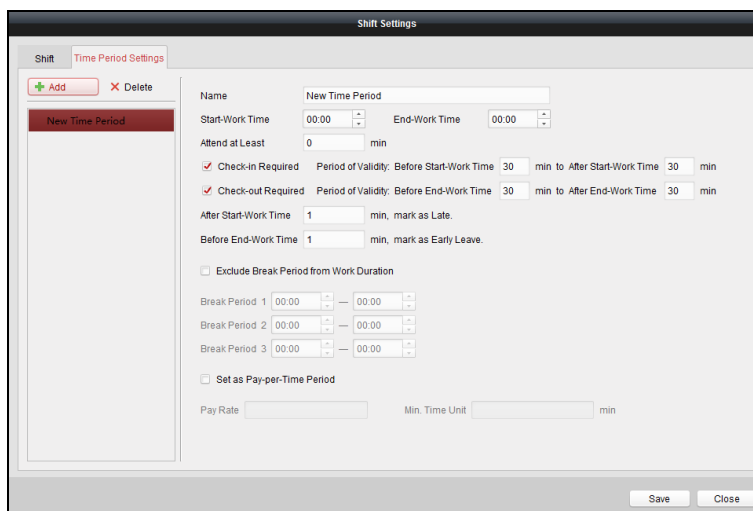 Shift Settings
Shift Time Period Settings
Add Delete
New Time Period
Name New Time Period
Start-Work Time 00:00 End-Work Time 00:00
Attend at Least 0 min
Check-in Required Period of Validity: Before Start-Work Time 30 min to After Start-Work Time 30 min
Check-out Required Period of Validity: Before End-Work Time 30 min to After End-Work Time 30 min
After Start-Work Time 1 min, mark as Late.
Before End-Work Time 1 min, mark as Early Leave.
Exclude Break Period from Work Duration
Break Period 1 00:00 — 00:00
Break Period 2 00:00 — 00:00
Break Period 3 00:00 — 00:00
Set as Pay-per-Time Period
Pay Rate Min. Time Unit min
Save Close